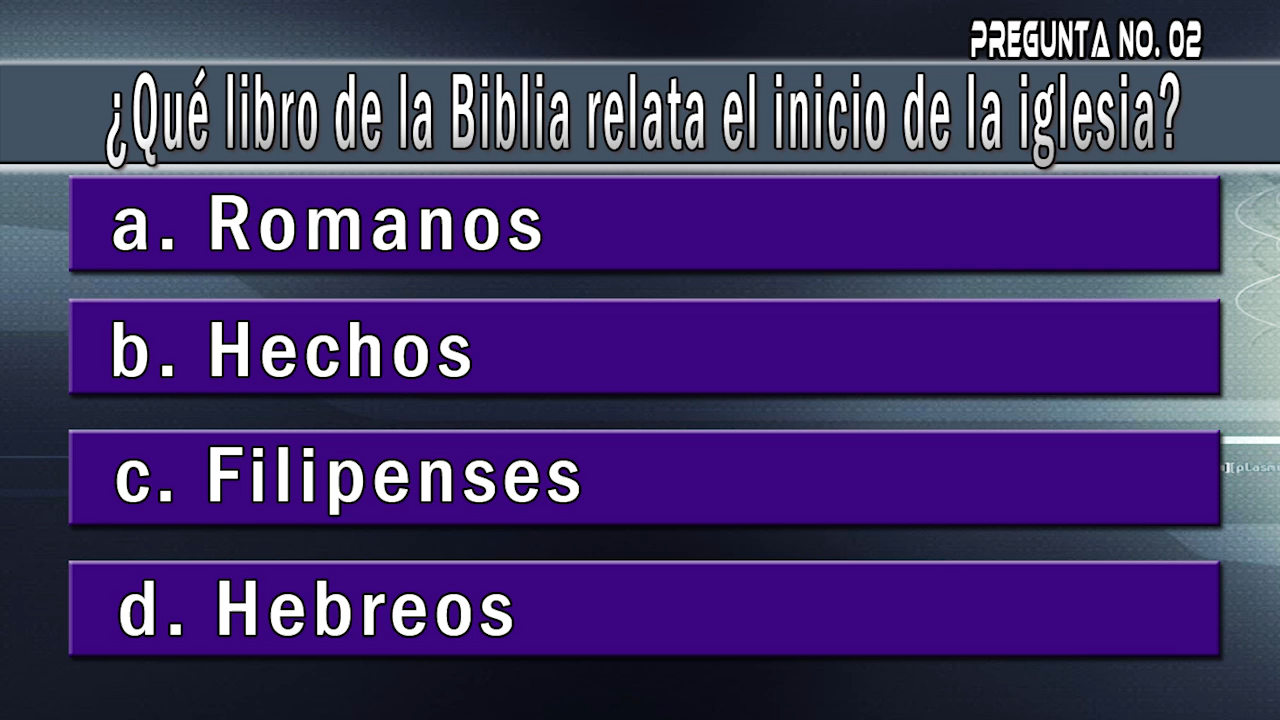 PREGUNTA NO. 02
¿Qué libro de la Biblia relata el inicio de la iglesia?
a. Romanos
b. Hechos
c. Filipenses
d. Hebreos